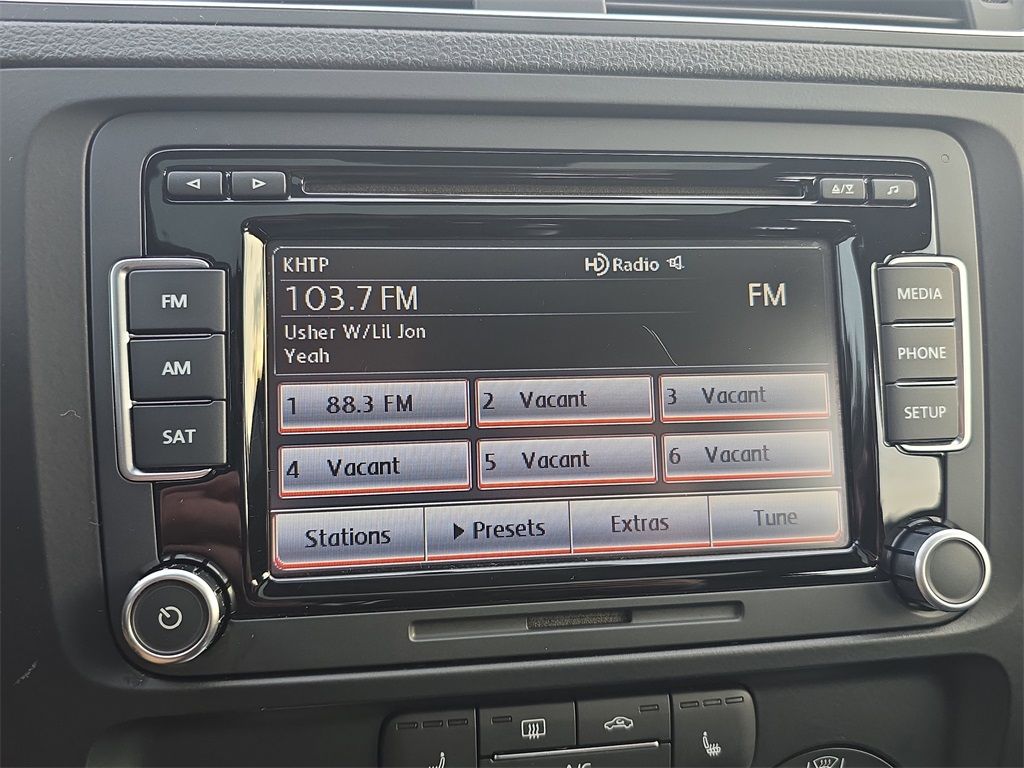 KHTP HD Radio
103.7 FM FM
Usher W/Lil Jon
Yeah
1 88.3 FM 2 Vacant 3 Vacant
4 Vacant 5 Vacant 6 Vacant
Stations Presets Extras Tune
FM
AM
SAT
MEDIA
PHONE
SETUP
A/C